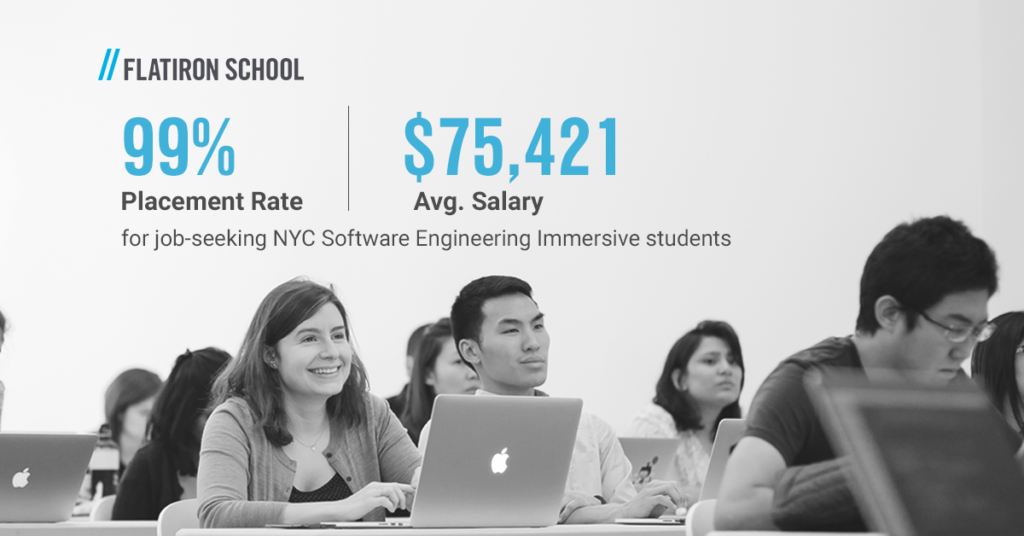 // FLATIRON SCHOOL
99%
Placement Rate
$75,421
Avg. Salary
for job-seeking NYC Software Engineering Immersive students